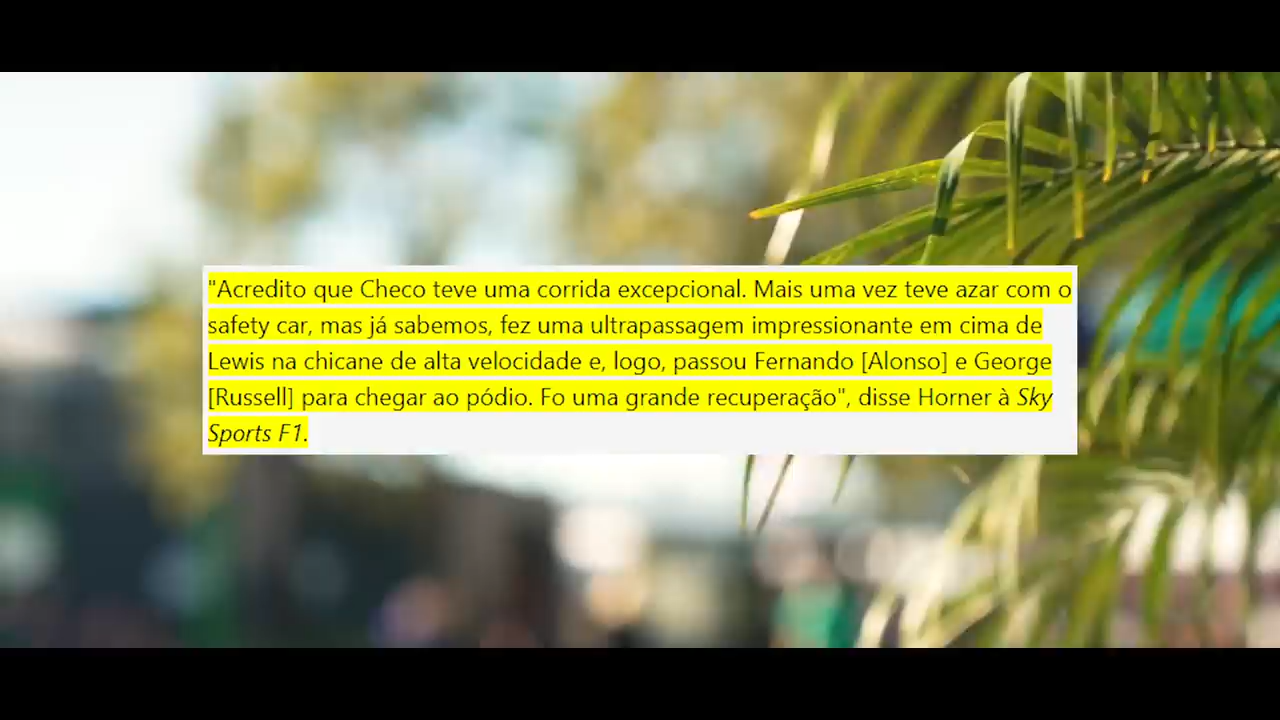 "Acredito que Checo teve uma corrida excepcional. Mais uma vez teve azar com o
safety car, mas já sabemos, fez uma ultrapassagem impressionante em cima de
Lewis na chicane de alta velocidade e, logo, passou Fernando [Alonso] e George
[Russell] para chegar ao pódio. Fo uma grande recuperação", disse Horner à Sky
Sports F1.